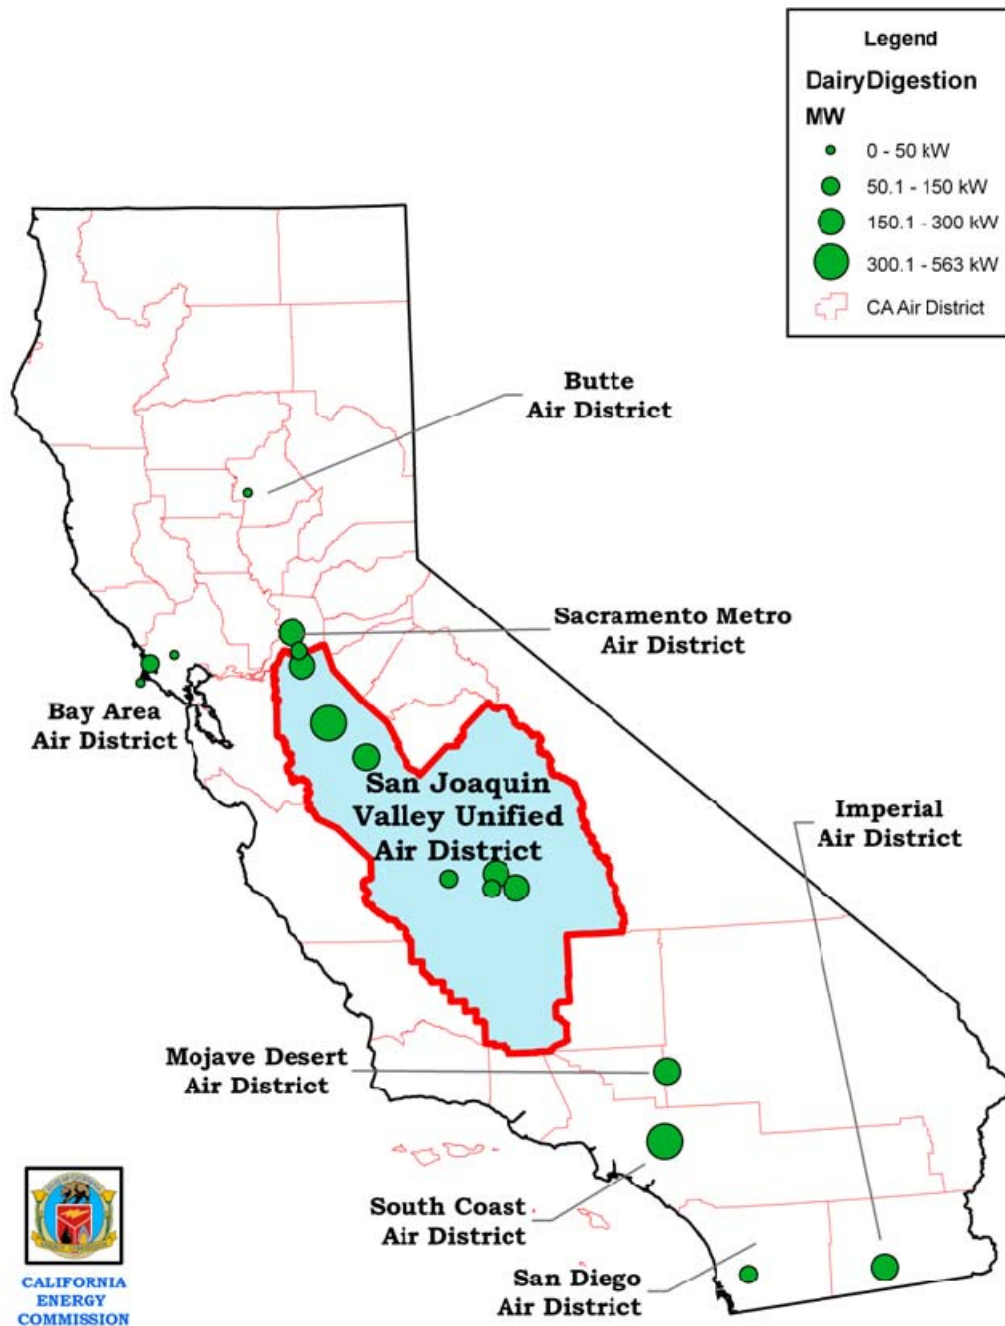 Legend
DairyDigestion
MW
0 - 50 kW
50.1 - 150 kW
150.1 - 300 kW
300.1 - 563 kW
CA Air District
Butte
Air District
Sacramento Metro
Air District
Bay Area
Air District
San Joaquin
Valley Unified
Air District
Imperial
Air District
Mojave Desert
Air District
South Coast
Air District
San Diego
Air District
CALIFORNIA
ENERGY
COMMISSION